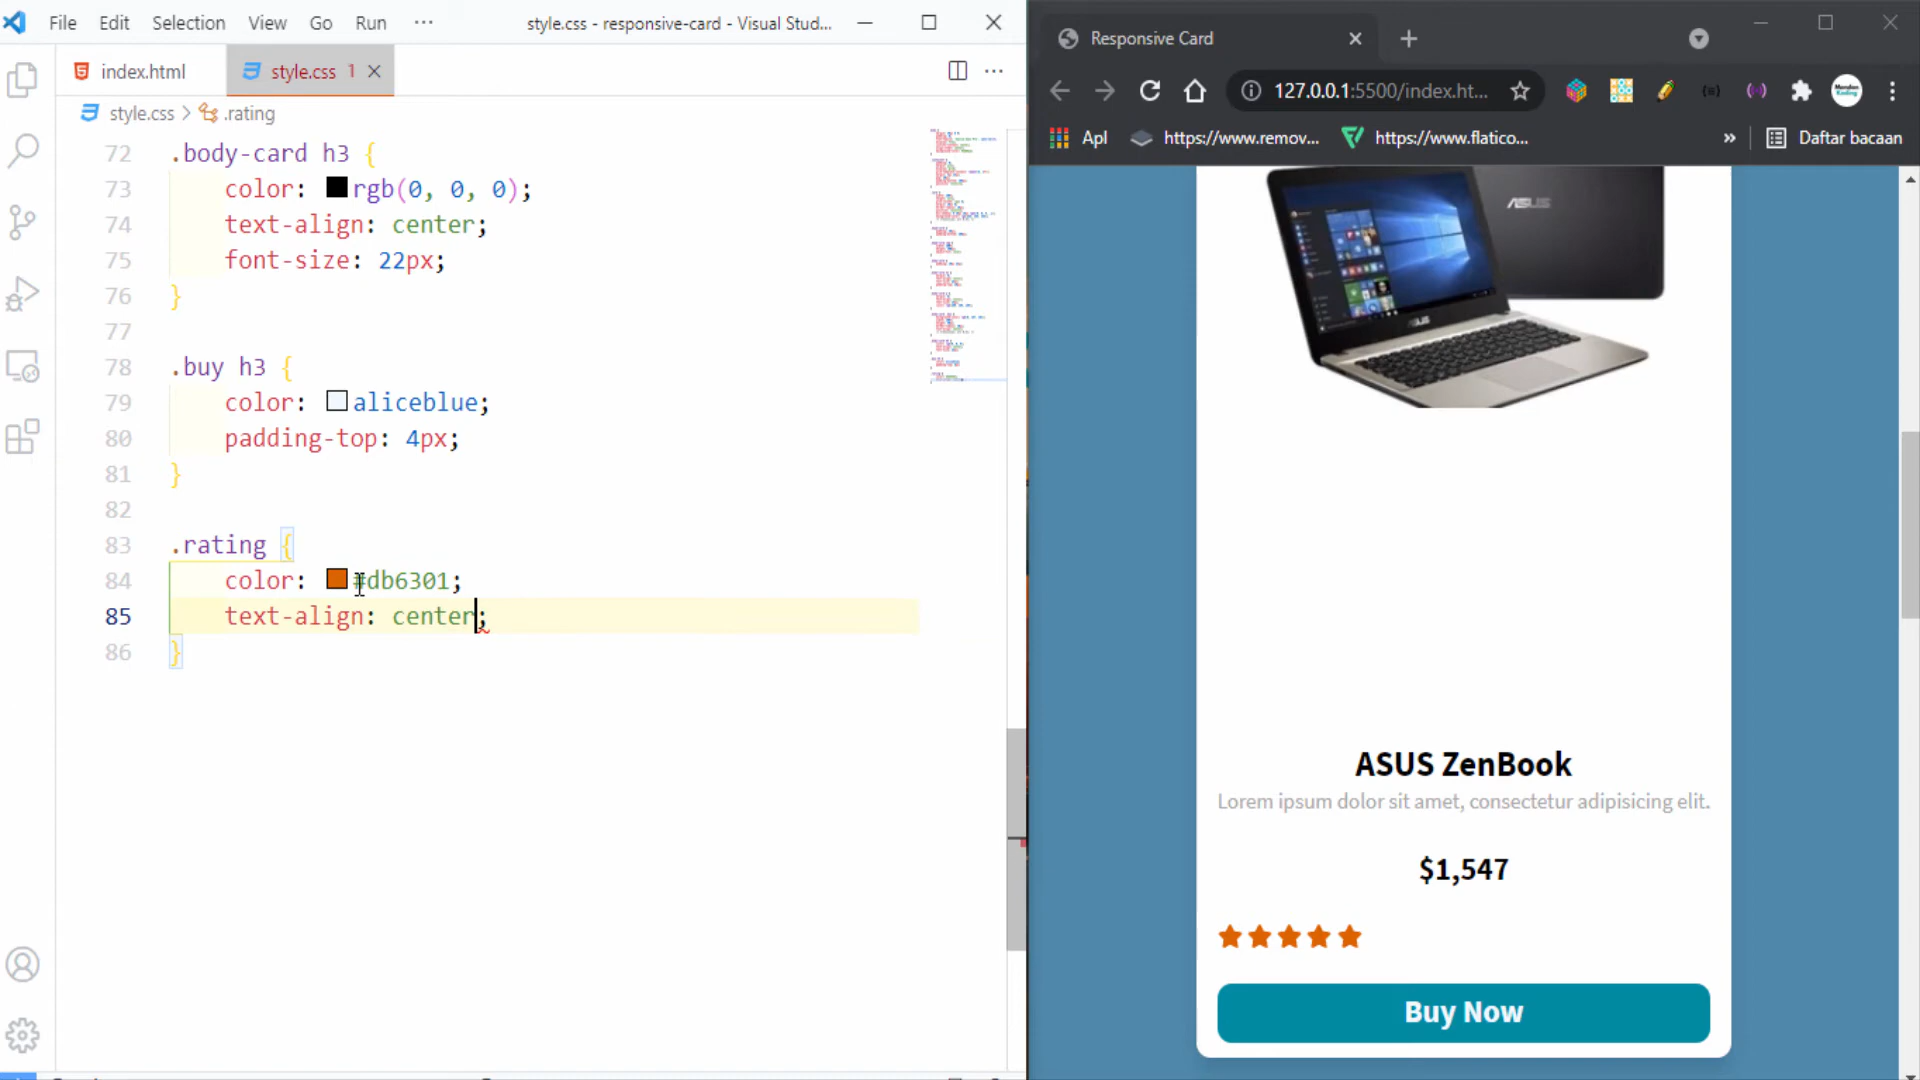 File Edit Selection View Go Run ··· style.css - responsive-card - Visual Stud...
index.html style.css 1
style.css > .rating
72 .body-card h3 {
73 color: rgb(0, 0, 0);
74 text-align: center;
75 font-size: 22px;
76 }
77
78 .buy h3 {
79 color: aliceblue;
80 padding-top: 4px;
81 }
82
83 .rating {
84 color: #db6301;
85 text-align: center;
86 }
Responsive Card
127.0.0.1:5500/index.ht...
Apl https://www.remov... https://www.flatico... » Daftar bacaan
ASUS
ASUS
ASUS ZenBook
Lorem ipsum dolor sit amet, consectetur adipisicing elit.
$1,547
Buy Now